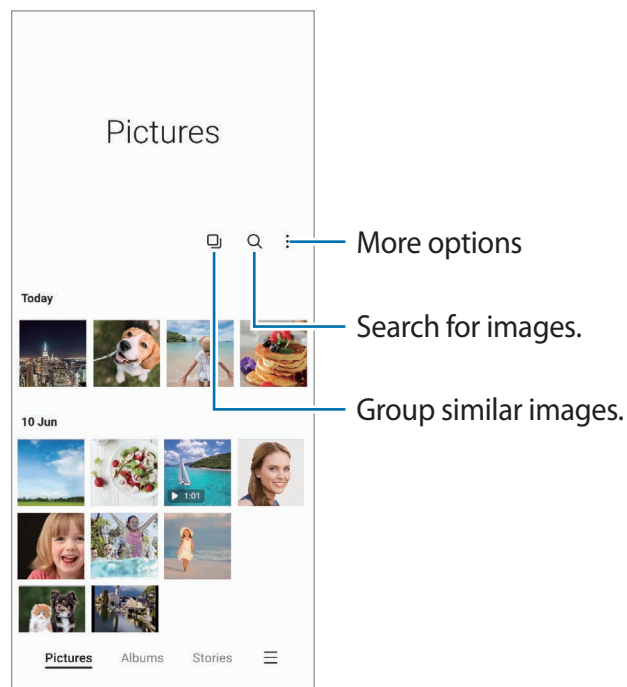 Pictures
More options
Today
Search for images.
Group similar images.
10 Jun
1:01
Pictures Albums Stories